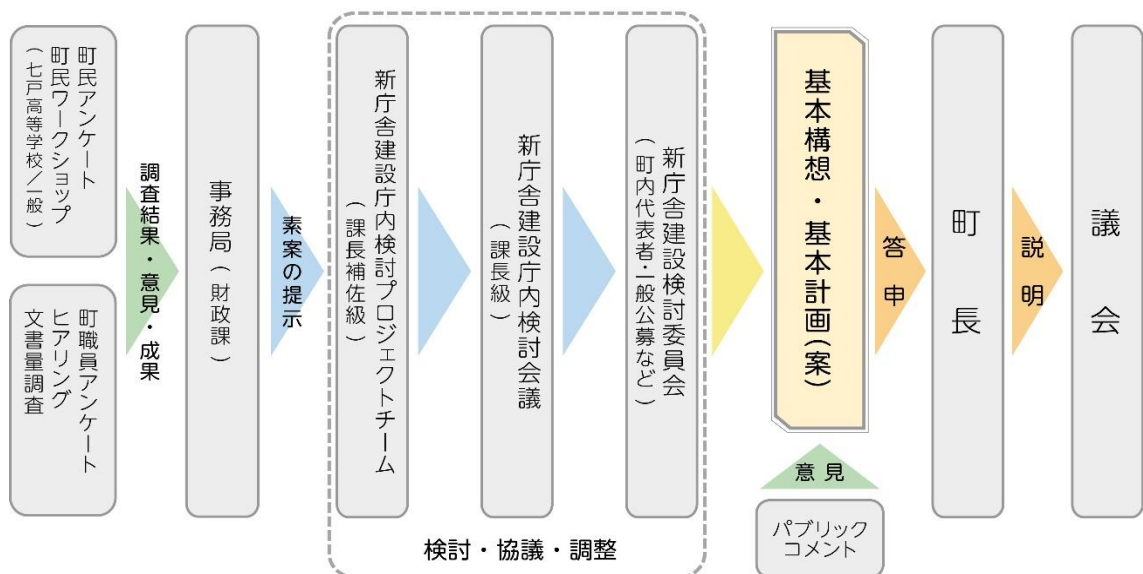 町民アンケート
町民ワークショップ
(七戸高等学校/一般)
町職員アンケート
ヒアリング
文書量調査
調査結果・意見・成果
事務局(財政課)
素案の提示
新庁舎建設庁内検討プロジェクトチーム
(課長補佐級)
新庁舎建設庁内検討会議
(課長級)
新庁舎建設検討委員会
(町内代表者・一般公募など)
検討・協議・調整
基本構想・基本計画(案)
意見
パブリック
コメント
答申
町長
説明
議会